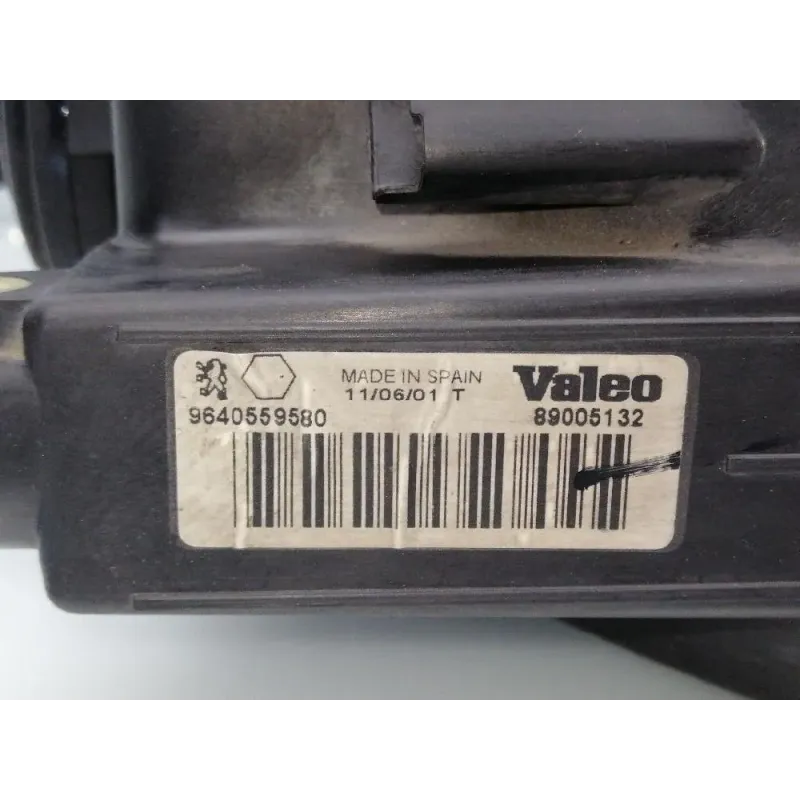 MADE IN SPAIN
11/06/01 T
Valeo
9640559580
89005132